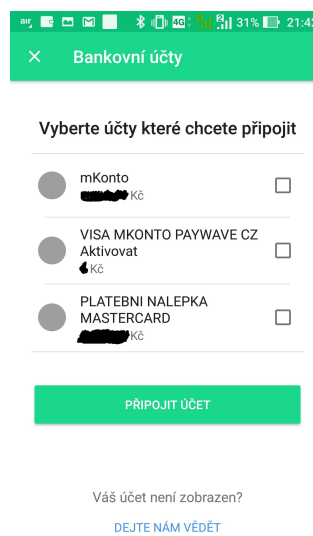 4G 31% 21:42
Bankovní účty
Vyberte účty které chcete připojit
mKonto
Kč
VISA MKONTO PAYWAVE CZ
Aktivovat
Kč
PLATEBNI NALEPKA
MASTERCARD
Kč
PŘIPOJIT ÚČET
Váš účet není zobrazen?
DEJTE NÁM VĚDĚT